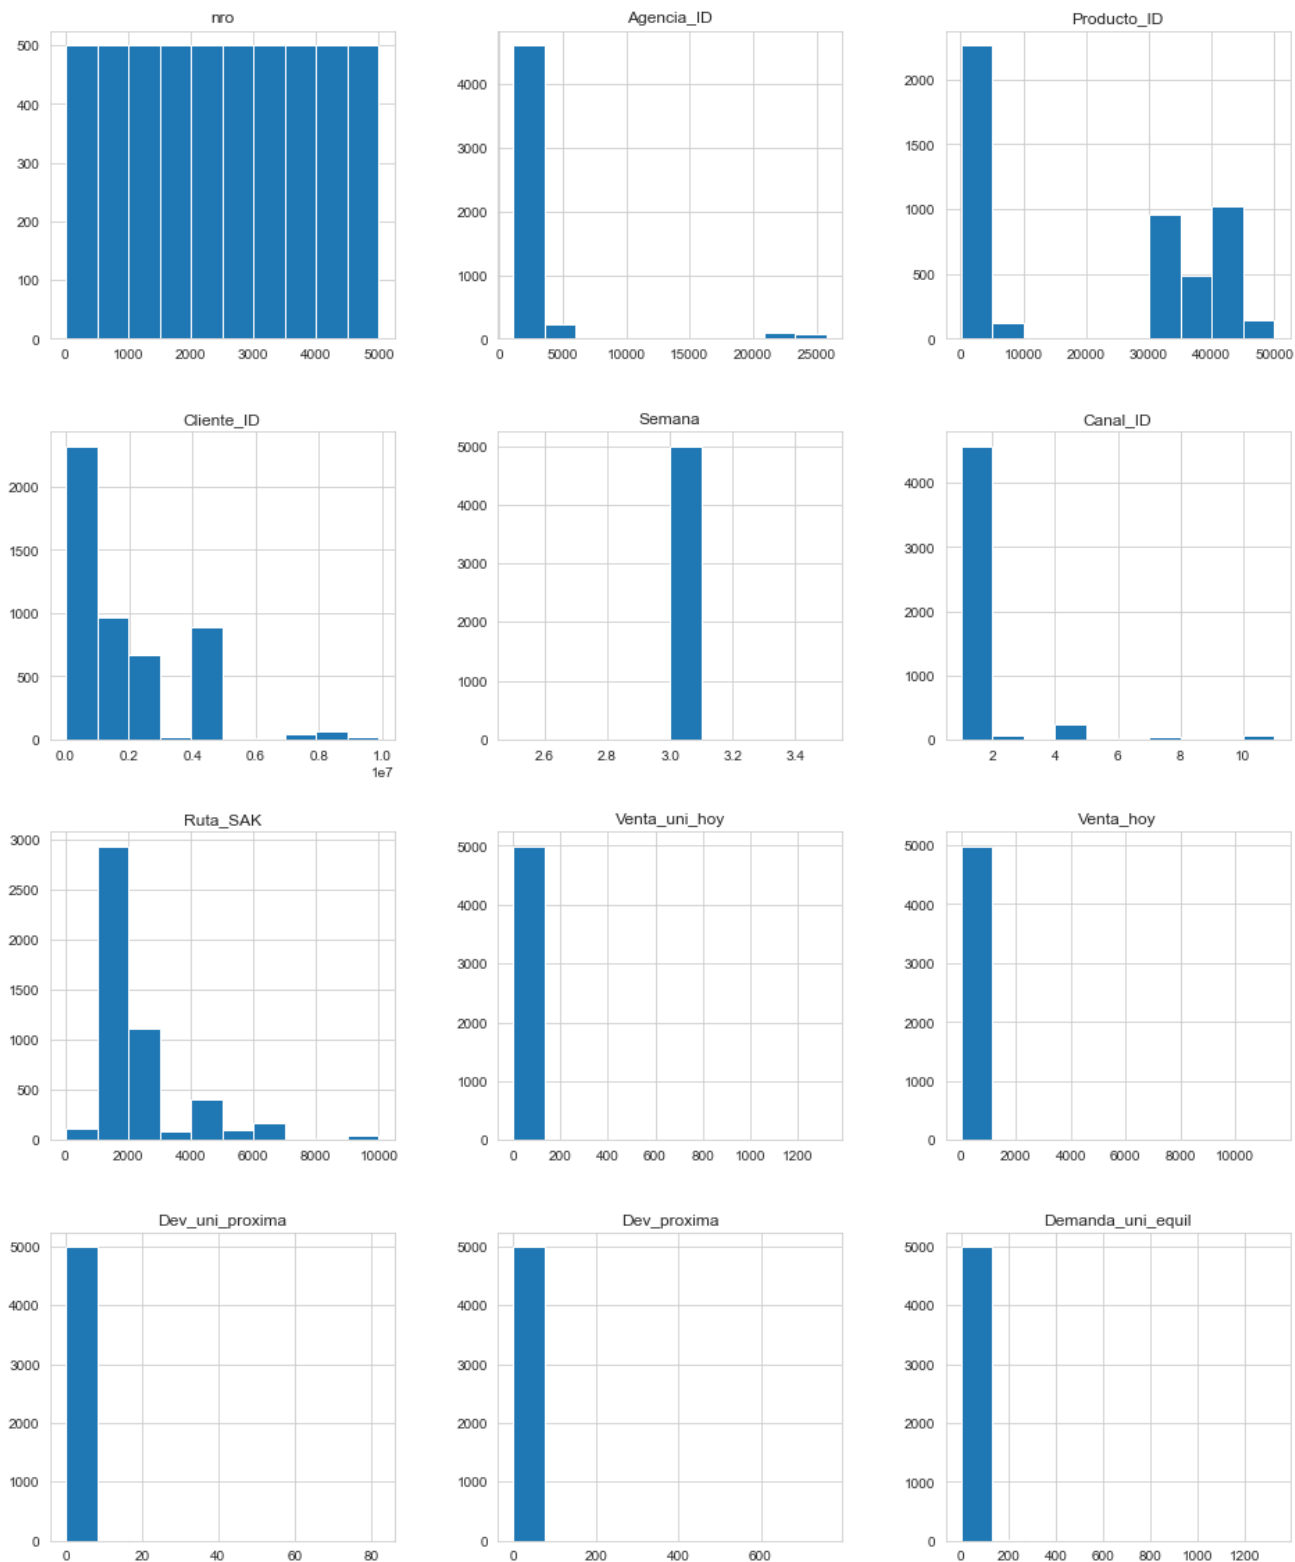 nro
500
400
300
200
100
0
0 1000 2000 3000 4000 5000
Agencia_ID
4000
3000
2000
1000
0
0 5000 10000 15000 20000 25000
Producto_ID
2000
1500
1000
500
0
0 10000 20000 30000 40000 50000
Cliente_ID
2000
1500
1000
500
0
0.0 0.2 0.4 0.6 0.8 1.0
1e7
Semana
5000
4000
3000
2000
1000
0
2.6 2.8 3.0 3.2 3.4
Canal_ID
4000
3000
2000
1000
0
2 4 6 8 10
Ruta_SAK
3000
2500
2000
1500
1000
500
0
0 2000 4000 6000 8000 10000
Venta_uni_hoy
5000
4000
3000
2000
1000
0
0 200 400 600 800 1000 1200
Venta_hoy
5000
4000
3000
2000
1000
0
0 2000 4000 6000 8000 10000
Dev_uni_proxima
5000
4000
3000
2000
1000
0
0 20 40 60 80
Dev_proxima
5000
4000
3000
2000
1000
0
0 200 400 600
Demanda_uni_equil
5000
4000
3000
2000
1000
0
0 200 400 600 800 1000 1200